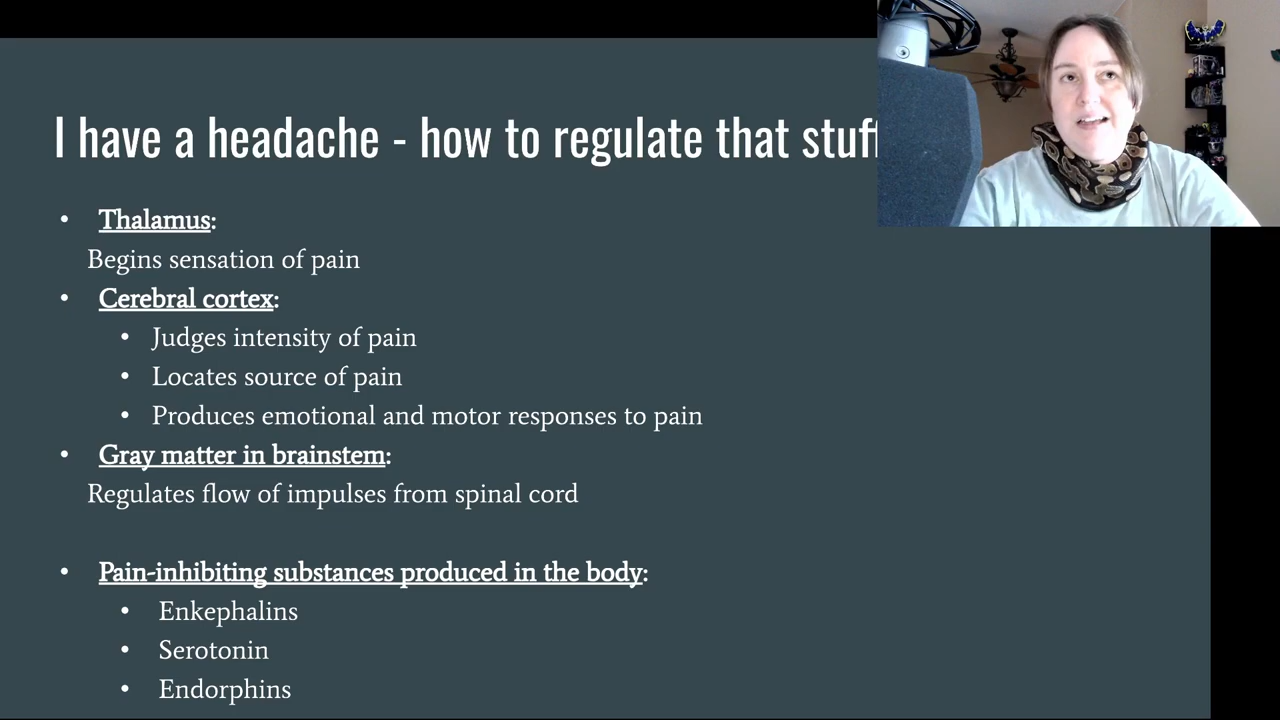 I have a headache - how to regulate that stuff
• Thalamus:
Begins sensation of pain
• Cerebral cortex:
• Judges intensity of pain
• Locates source of pain
• Produces emotional and motor responses to pain
• Gray matter in brainstem:
Regulates flow of impulses from spinal cord
• Pain-inhibiting substances produced in the body:
• Enkephalins
• Serotonin
• Endorphins